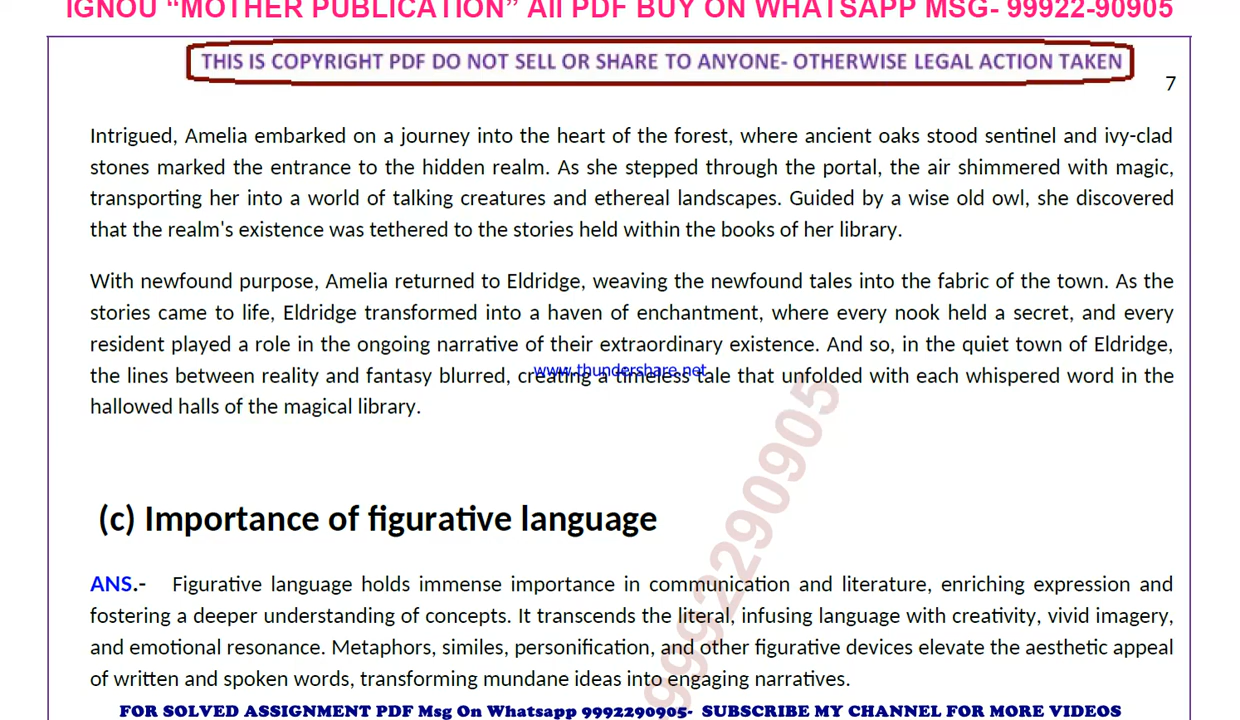 IGNOU “MOTHER PUBLICATION” All PDF BUY ON WHATSAPP MSG- 99922-90905
THIS IS COPYRIGHT PDF DO NOT SELL OR SHARE TO ANYONE- OTHERWISE LEGAL ACTION TAKEN
7
Intrigued, Amelia embarked on a journey into the heart of the forest, where ancient oaks stood sentinel and ivy-clad
stones marked the entrance to the hidden realm. As she stepped through the portal, the air shimmered with magic,
transporting her into a world of talking creatures and ethereal landscapes. Guided by a wise old owl, she discovered
that the realm's existence was tethered to the stories held within the books of her library.
With newfound purpose, Amelia returned to Eldridge, weaving the newfound tales into the fabric of the town. As the
stories came to life, Eldridge transformed into a haven of enchantment, where every nook held a secret, and every
resident played a role in the ongoing narrative of their extraordinary existence. And so, in the quiet town of Eldridge,
www.thundershare.net
the lines between reality and fantasy blurred, creating a timeless tale that unfolded with each whispered word in the
hallowed halls of the magical library.
9992290905
(c) Importance of figurative language
ANS.- Figurative language holds immense importance in communication and literature, enriching expression and
fostering a deeper understanding of concepts. It transcends the literal, infusing language with creativity, vivid imagery,
and emotional resonance. Metaphors, similes, personification, and other figurative devices elevate the aesthetic appeal
of written and spoken words, transforming mundane ideas into engaging narratives.
FOR SOLVED ASSIGNMENT PDF Msg On Whatsapp 9992290905- SUBSCRIBE MY CHANNEL FOR MORE VIDEOS